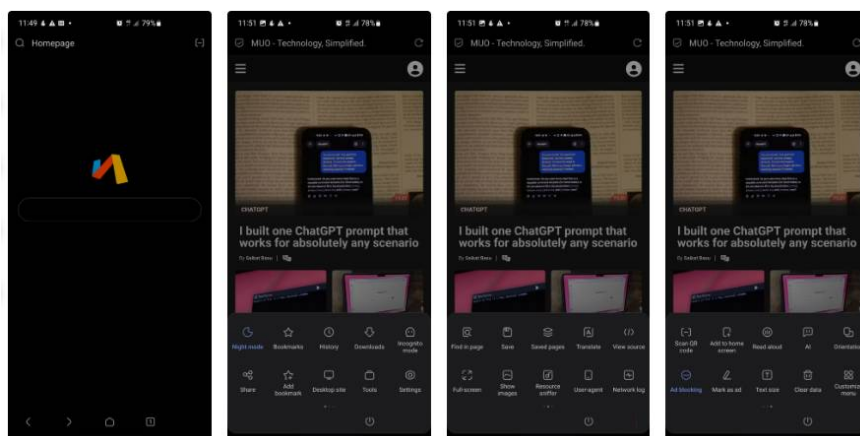 11:49
79%
Homepage
11:51
78%
MUO - Technology, Simplified.
CHATGPT
I built one ChatGPT prompt that
works for absolutely any scenario
Night mode
Bookmarks
History
Downloads
Incognito
mode
Share
Add
bookmark
Desktop site
Tools
Settings
11:51
78%
MUO - Technology, Simplified.
CHATGPT
I built one ChatGPT prompt that
works for absolutely any scenario
Find in page
Save
Saved pages
Translate
View source
Full-screen
Show
images
Resource
sniffer
User-agent
Network log
11:51
78%
MUO - Technology, Simplified.
CHATGPT
I built one ChatGPT prompt that
works for absolutely any scenario
Scan QR
code
Add to home
screen
Read aloud
AI
Orientation
Ad blocking
Mark as ad
Text size
Clear data
Customize
menu